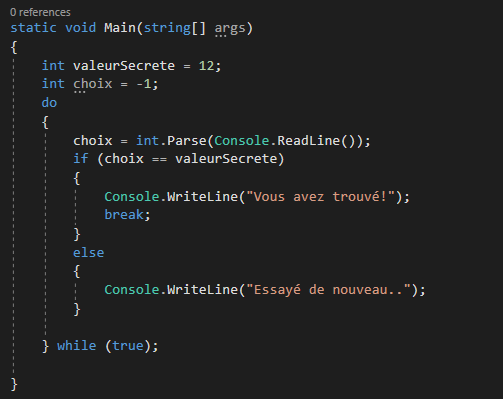 0 references
static void Main(string[] args)
{
int valeurSecrete = 12;
int choix = -1;
do
{
choix = int.Parse(Console.ReadLine());
if (choix == valeurSecrete)
{
Console.WriteLine("Vous avez trouvé!");
break;
}
else
{
Console.WriteLine("Essayé de nouveau..");
}
} while (true);
}